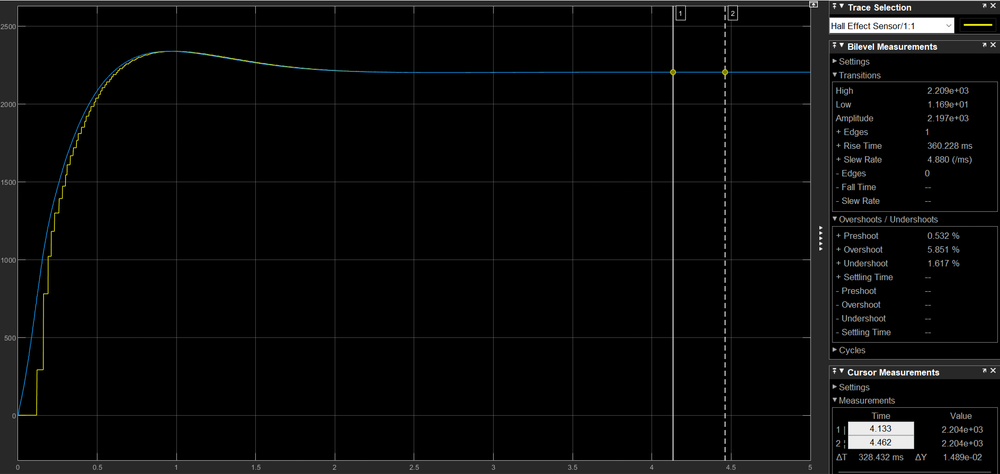 2500
2000
1500
1000
500
0
0
0.5
1
1.5
2
2.5
3
3.5
4
4.5
5
1
2
Trace Selection
Hall Effect Sensor/1:1
Bilevel Measurements
Settings
Transitions
High 2.209e+03
Low 1.169e+01
Amplitude 2.197e+03
+ Edges 1
+ Rise Time 360.228 ms
+ Slew Rate 4.880 (/ms)
- Edges 0
- Fall Time --
- Slew Rate --
Overshoots / Undershoots
+ Preshoot 0.532 %
+ Overshoot 5.851 %
+ Undershoot 1.617 %
+ Settling Time --
- Preshoot --
- Overshoot --
- Undershoot --
- Settling Time --
Cycles
Cursor Measurements
Settings
Measurements
Time Value
1 | 4.133 2.204e+03
2 ¦ 4.462 2.204e+03
ΔT 328.432 ms ΔY 1.489e-02